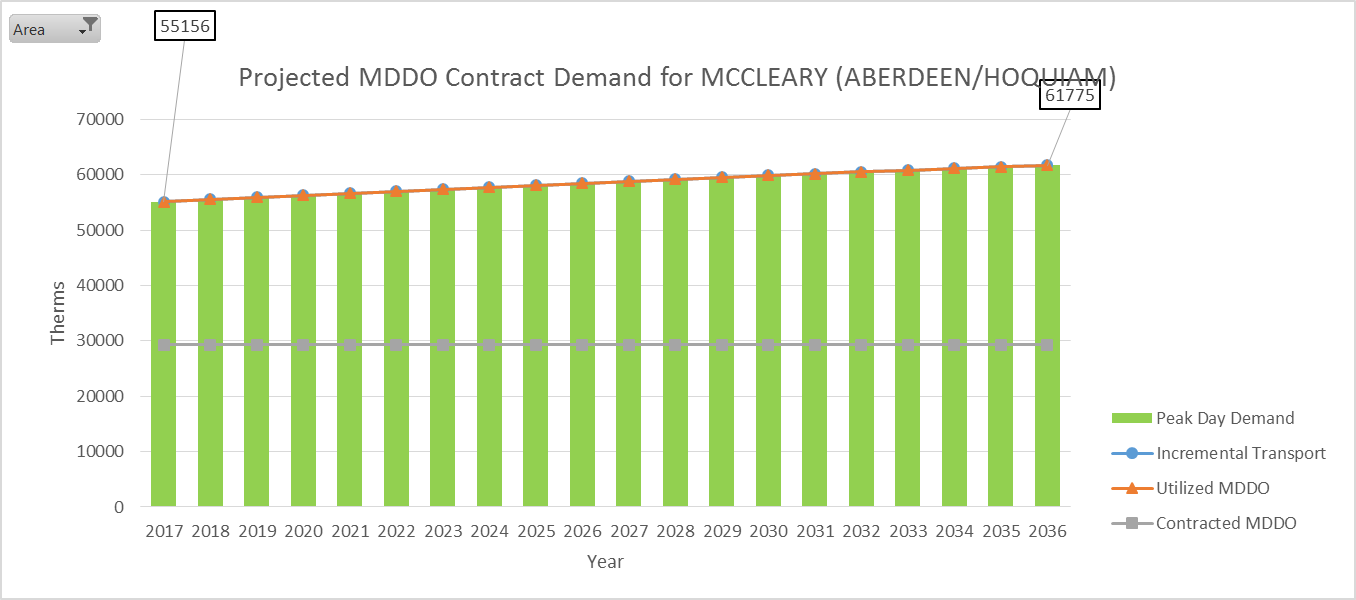 Area
55156
Projected MDDO Contract Demand for MCCLEARY (ABERDEEN/HOQUIAM)
61775
70000
60000
50000
40000
30000
20000
10000
0
Therms
2017 2018 2019 2020 2021 2022 2023 2024 2025 2026 2027 2028 2029 2030 2031 2032 2033 2034 2035 2036
Year
Peak Day Demand
Incremental Transport
Utilized MDDO
Contracted MDDO